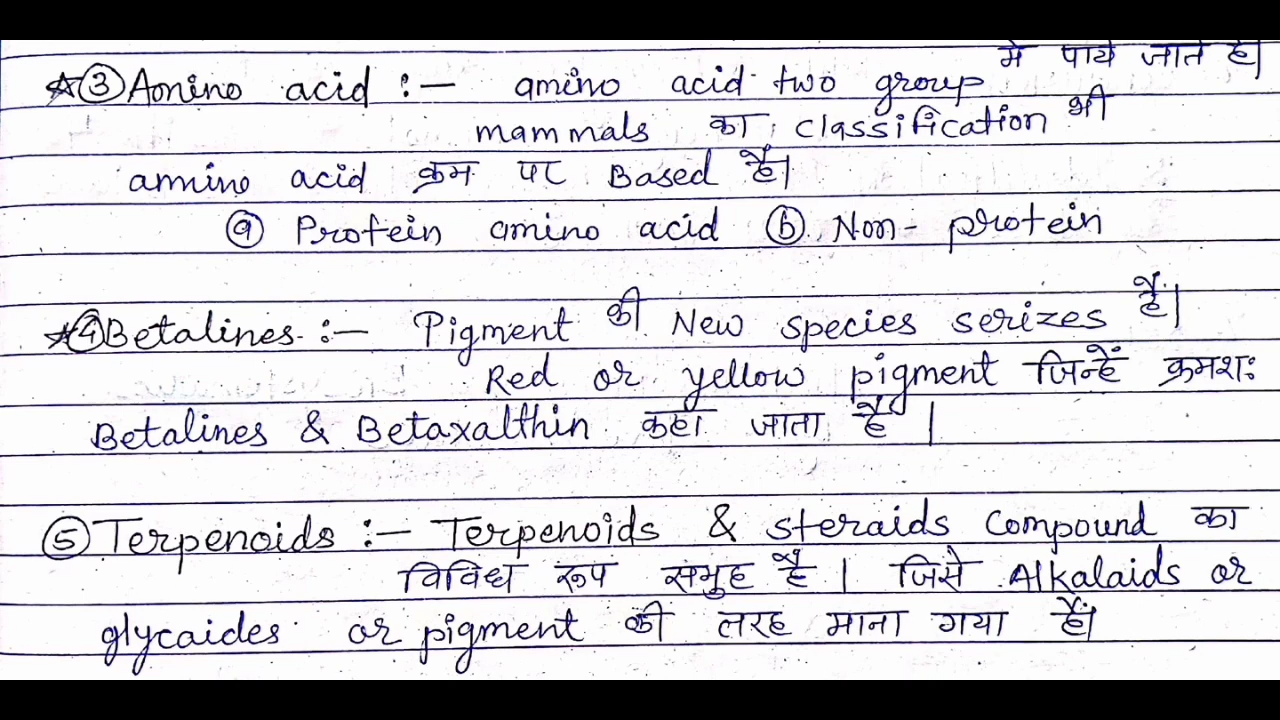 ☆③ Aonino acid :- amino acid two group में पाये जाते है।
mammals का classification भी
amnino acid क्रम पर Based हैं।
ⓐ Protein amino acid ⓑ Non- protein
☆④ Betalines :- Pigment की New species serizes हैं।
Red or yellow pigment जिन्हें क्रमशः
Betalines & Betaxalthin कहा जाता है ।
⑤ Terpenoids :- Terpenoids & steraids compound का
विविध रूप समुह है । जिसे Alkalaids or
glycaides or pigment की तरह माना गया हैं।